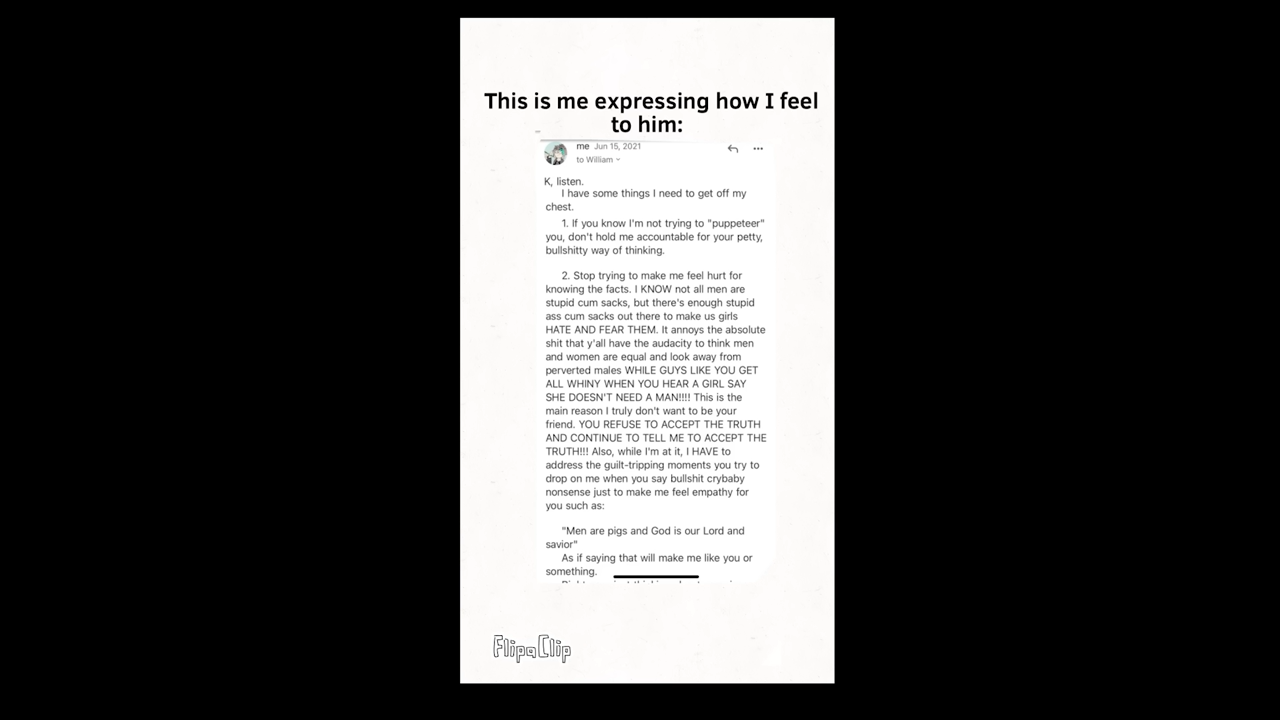 This is me expressing how I feel
to him:
me Jun 15, 2021
to William
K, listen.
I have some things I need to get off my
chest.
1. If you know I'm not trying to "puppeteer"
you, don't hold me accountable for your petty,
bullshitty way of thinking.
2. Stop trying to make me feel hurt for
knowing the facts. I KNOW not all men are
stupid cum sacks, but there's enough stupid
ass cum sacks out there to make us girls
HATE AND FEAR THEM. It annoys the absolute
shit that y'all have the audacity to think men
and women are equal and look away from
perverted males WHILE GUYS LIKE YOU GET
ALL WHINY WHEN YOU HEAR A GIRL SAY
SHE DOESN'T NEED A MAN!!!! This is the
main reason I truly don't want to be your
friend. YOU REFUSE TO ACCEPT THE TRUTH
AND CONTINUE TO TELL ME TO ACCEPT THE
TRUTH!!! Also, while I'm at it, I HAVE to
address the guilt-tripping moments you try to
drop on me when you say bullshit crybaby
nonsense just to make me feel empathy for
you such as:
"Men are pigs and God is our Lord and
savior"
As if saying that will make me like you or
something.
FlipaClip